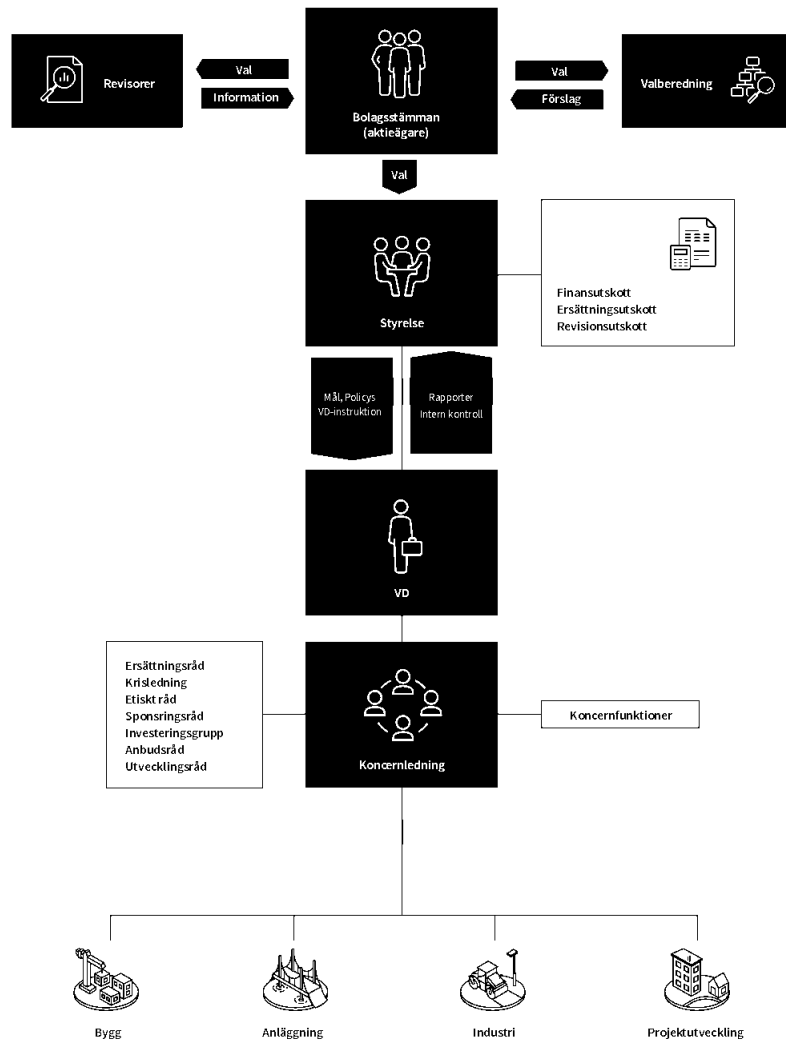 Revisorer
Val
Information
Bolagsstämman
(aktieägare)
Val
Förslag
Valberedning
Val
Styrelse
Finansutskott
Ersättningsutskott
Revisionsutskott
Mål, Policys
VD-instruktion
Rapporter
Intern kontroll
VD
Ersättningsråd
Krisledning
Etiskt råd
Sponsringsråd
Investeringsgrupp
Anbudsråd
Utvecklingsråd
Koncernledning
Koncernfunktioner
Bygg
Anläggning
Industri
Projektutveckling